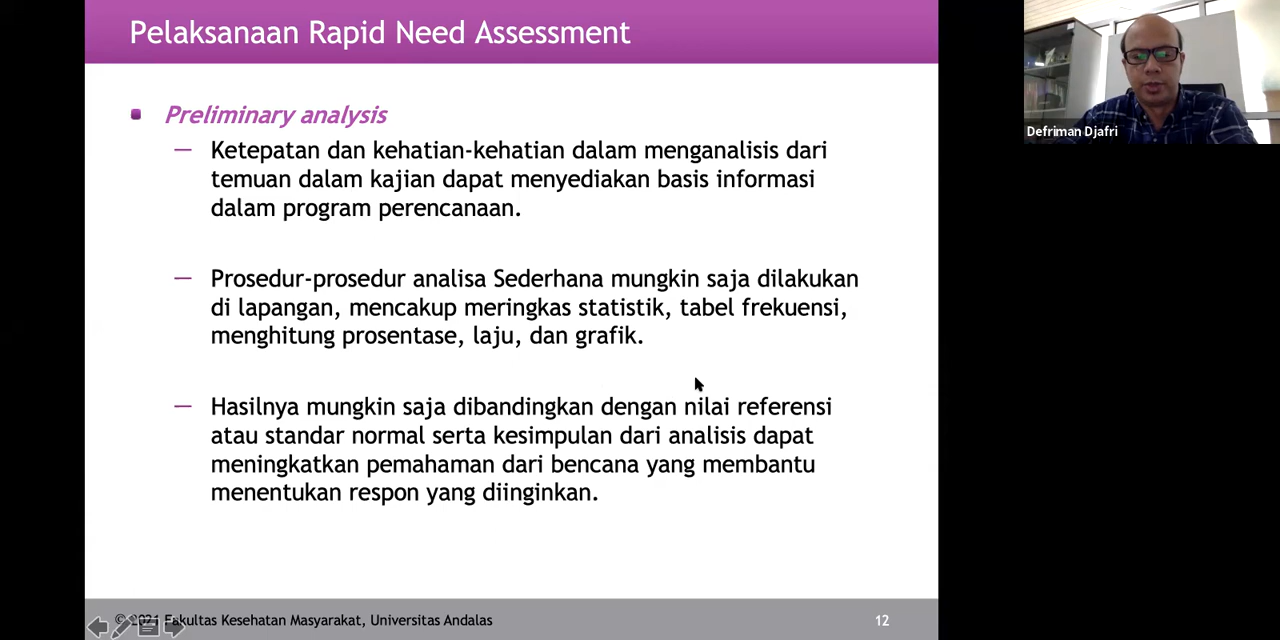 Pelaksanaan Rapid Need Assessment
Preliminary analysis
— Ketepatan dan kehatian-kehatian dalam menganalisis dari
temuan dalam kajian dapat menyediakan basis informasi
dalam program perencanaan.
— Prosedur-prosedur analisa Sederhana mungkin saja dilakukan
di lapangan, mencakup meringkas statistik, tabel frekuensi,
menghitung prosentase, laju, dan grafik.
— Hasilnya mungkin saja dibandingkan dengan nilai referensi
atau standar normal serta kesimpulan dari analisis dapat
meningkatkan pemahaman dari bencana yang membantu
menentukan respon yang diinginkan.
© 2021 Fakultas Kesehatan Masyarakat, Universitas Andalas
12
Defriman Djafri